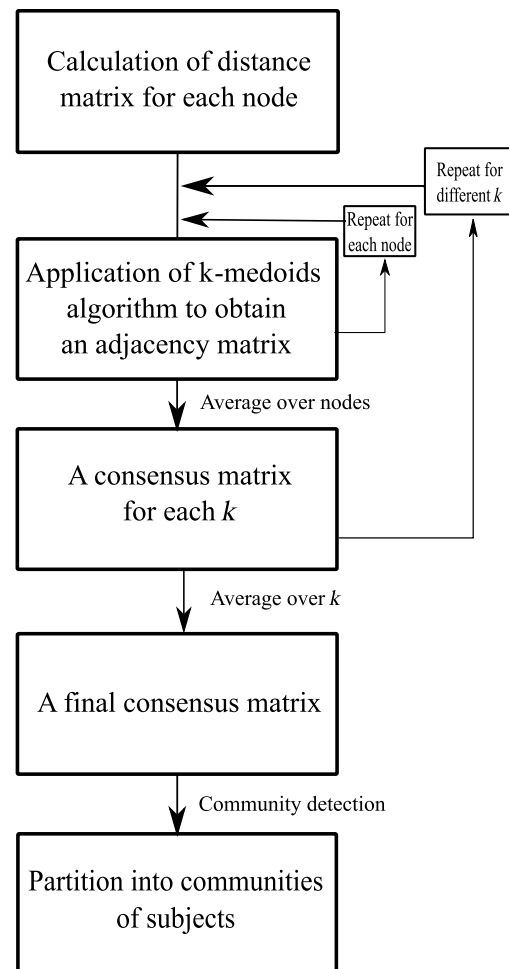 Calculation of distance
matrix for each node
Repeat for
different k
Repeat for
each node
Application of k-medoids
algorithm to obtain
an adjacency matrix
Average over nodes
A consensus matrix
for each k
Average over k
A final consensus matrix
Community detection
Partition into communities
of subjects